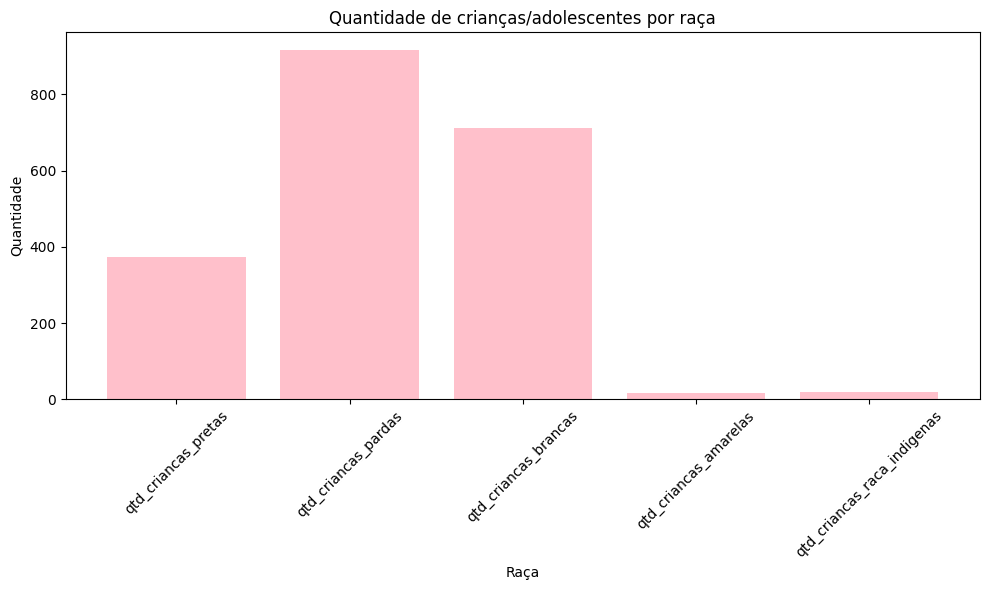 Quantidade de crianças/adolescentes por raça
Quantidade
800
600
400
200
0
qtd_criancas_pretas
qtd_criancas_pardas
qtd_criancas_brancas
qtd_criancas_amarelas
qtd_criancas_raca_indigenas
Raça